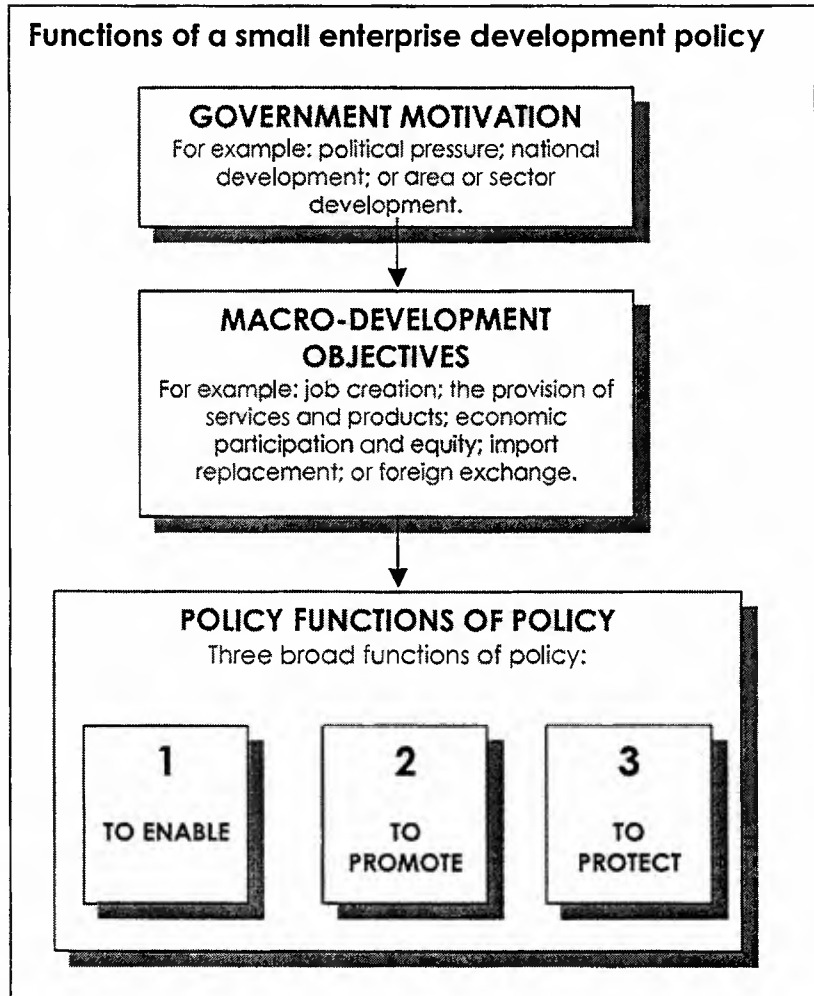 Functions of a small enterprise development policy
GOVERNMENT MOTIVATION
For example: political pressure; national
development; or area or sector
development.
MACRO-DEVELOPMENT
OBJECTIVES
For example: job creation; the provision of
services and products; economic
participation and equity; import
replacement; or foreign exchange.
POLICY FUNCTIONS OF POLICY
Three broad functions of policy:
1
TO ENABLE
2
TO
PROMOTE
3
TO
PROTECT